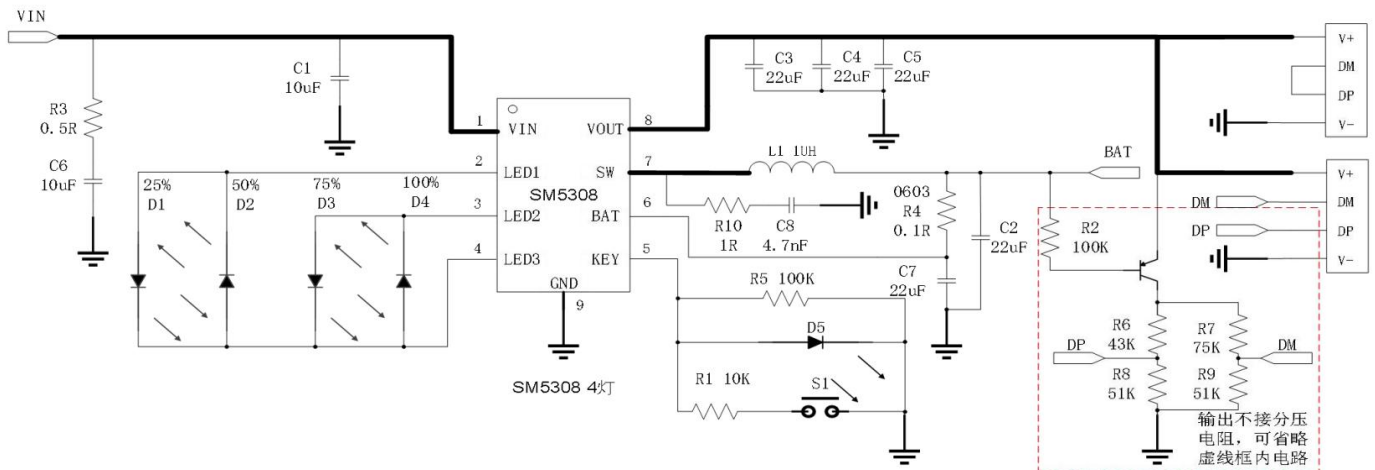 VIN
C1
10uF
R3
0.5R
C6
10uF
25%
D1
50%
D2
75%
D3
100%
D4
1
2
3
4
VIN
LED1
LED2
LED3
SM5308
GND
9
VOUT
SW
BAT
KEY
8
7
6
5
SM5308 4灯
C3
22uF
C4
22uF
C5
22uF
L1 1UH
BAT
R10
1R
C8
4.7nF
0603
R4
0.1R
C2
22uF
C7
22uF
R5 100K
D5
R1 10K
S1
V+
DM
DP
V-
V+
DM
DP
V-
DM
DP
R2
100K
R6
43K
R7
75K
DP
DM
R8
51K
R9
51K
输出不接分压
电阻, 可省略
虚线框内电路